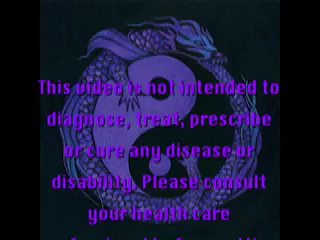 This video is not intended to
diagnose, treat, prescribe
or cure any disease or
disability. Please consult
your health care